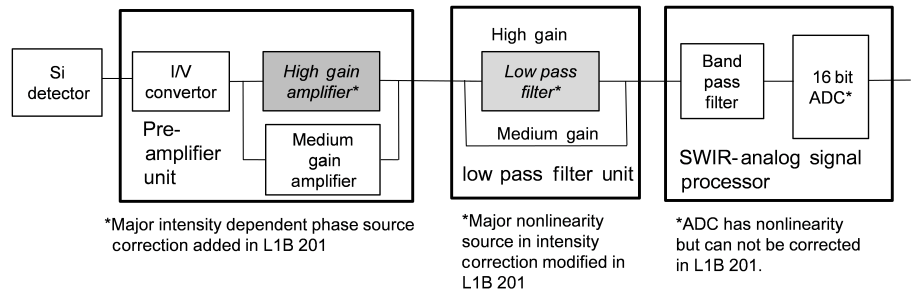 Si
detector
I/V
convertor
High gain
amplifier*
Medium
gain
amplifier
Pre-
amplifier
unit
High gain
Low pass
filter*
Medium gain
low pass filter unit
Band
pass
filter
16 bit
ADC*
SWIR-analog signal
processor
*Major intensity dependent phase source
correction added in L1B 201
*Major nonlinearity
source in intensity
correction modified in
L1B 201
*ADC has nonlinearity
but can not be corrected
in L1B 201.